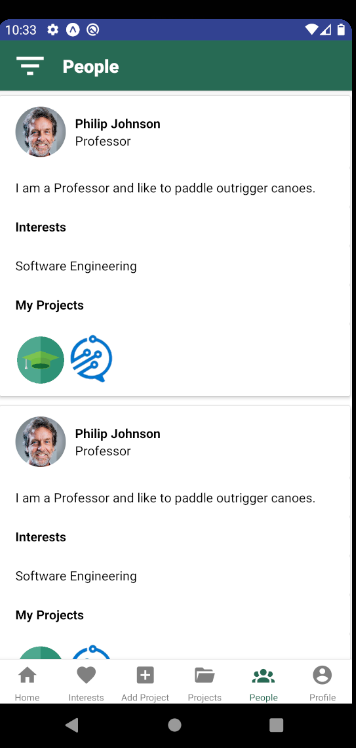 10:33
People
Philip Johnson
Professor
I am a Professor and like to paddle outrigger canoes.
Interests
Software Engineering
My Projects
Philip Johnson
Professor
I am a Professor and like to paddle outrigger canoes.
Interests
Software Engineering
My Projects
Home Interests Add Project Projects People Profile